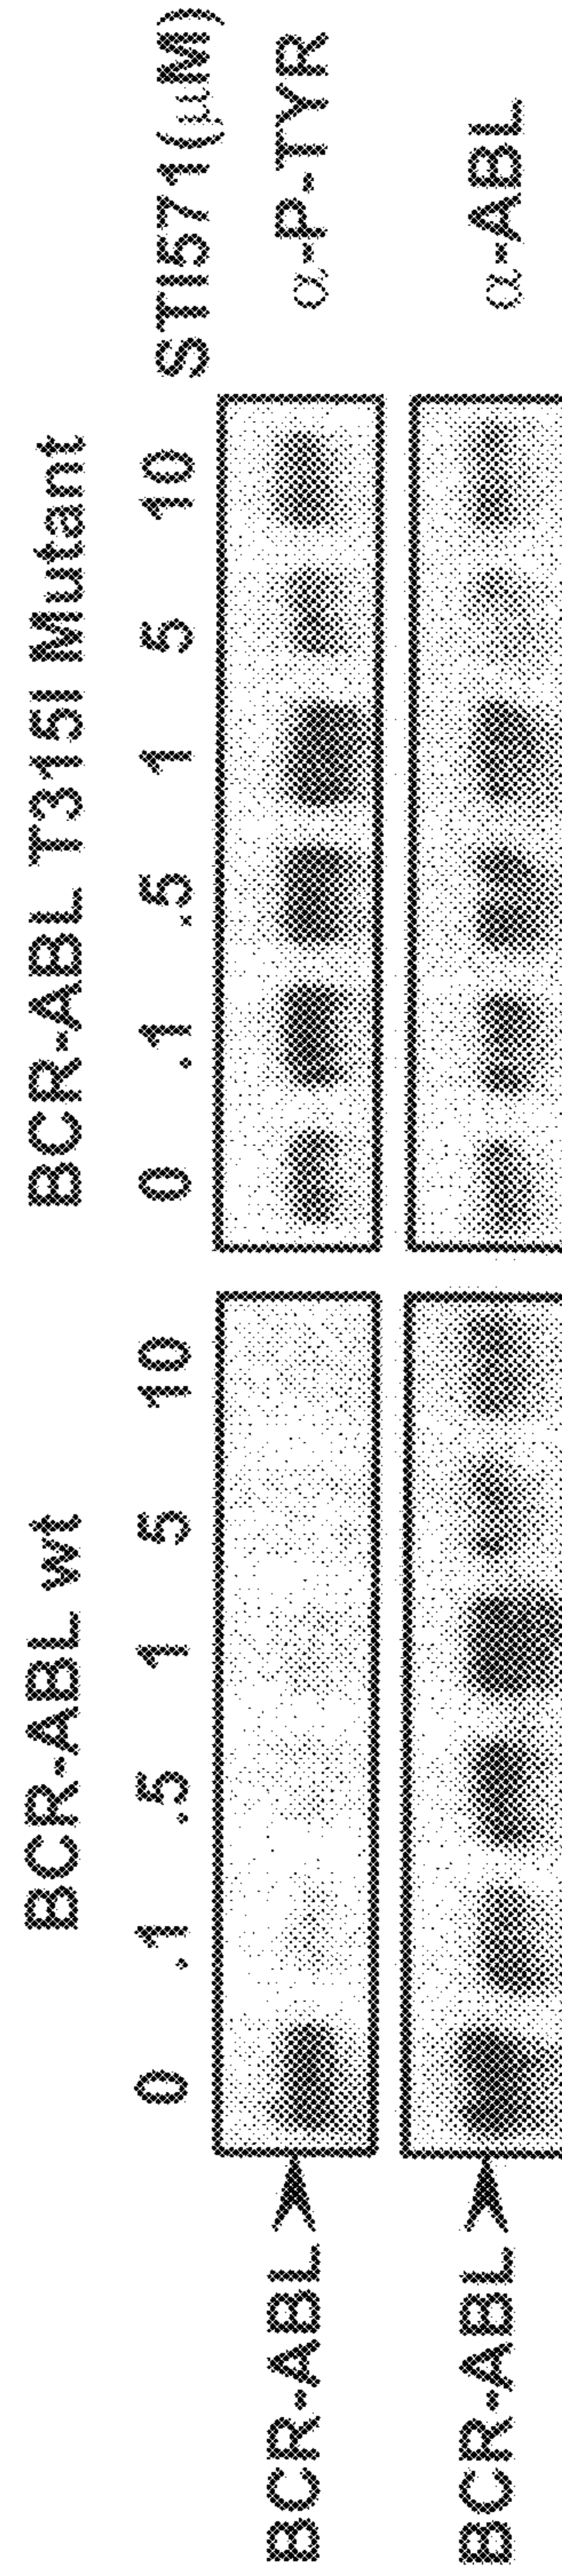 BCR-ABL wt BCR-ABL T315I Mutant
0 .1 .5 1 5 10 0 .1 .5 1 5 10 STI571(μM)
BCR-ABL α-P-TYR
BCR-ABL α-ABL